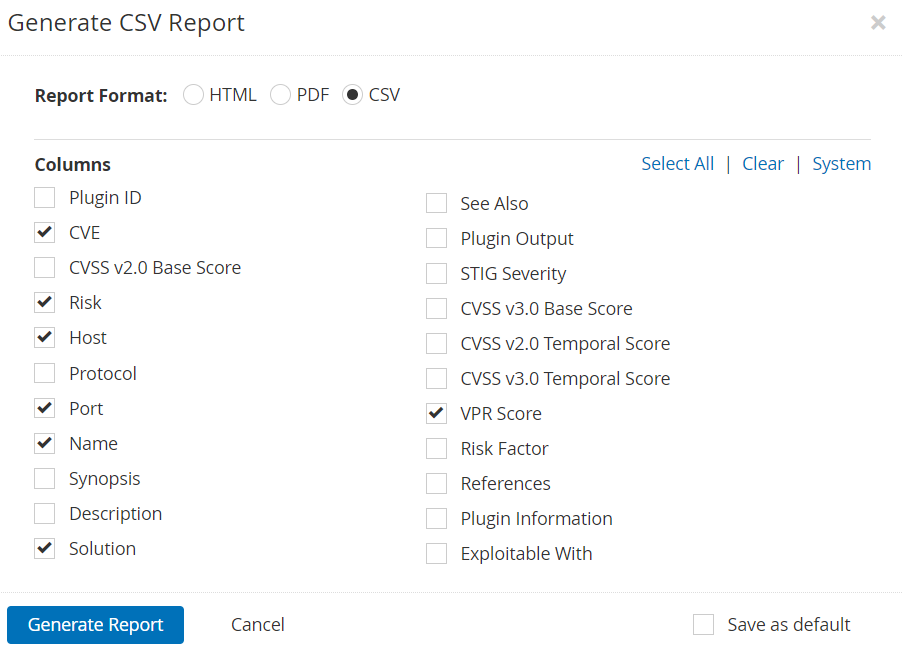 Generate CSV Report
Report Format: HTML PDF CSV
Columns
Select All | Clear | System
Plugin ID
CVE
CVSS v2.0 Base Score
Risk
Host
Protocol
Port
Name
Synopsis
Description
Solution
See Also
Plugin Output
STIG Severity
CVSS v3.0 Base Score
CVSS v2.0 Temporal Score
CVSS v3.0 Temporal Score
VPR Score
Risk Factor
References
Plugin Information
Exploitable With
Generate Report
Cancel
Save as default